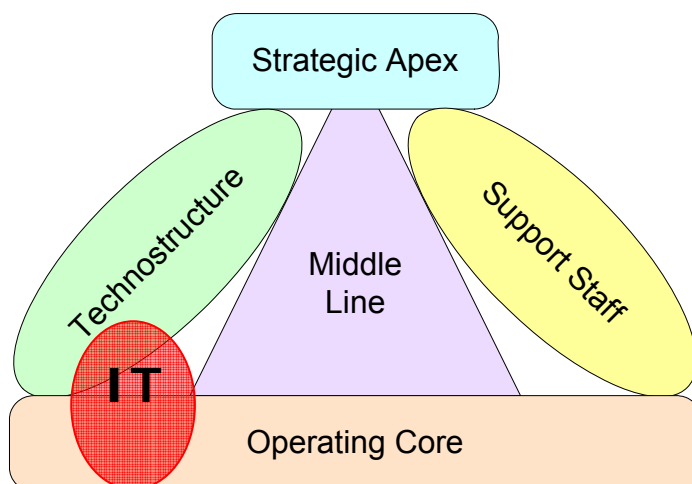 Strategic Apex
Technostructure
Support Staff
Middle
Line
IT
Operating Core